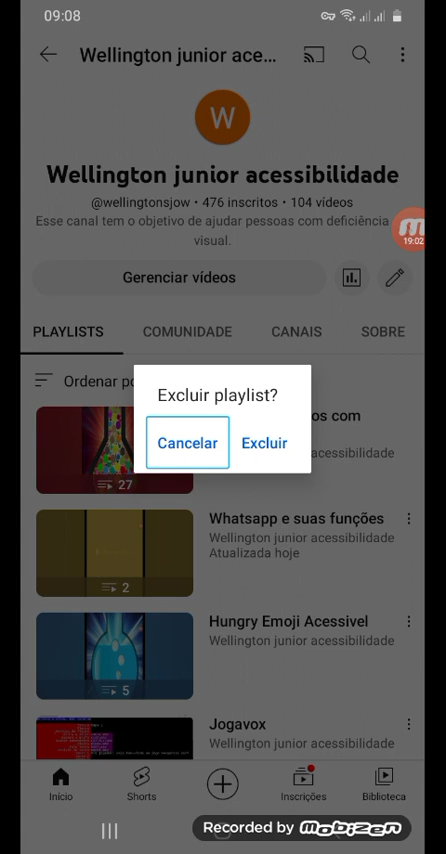 09:08
Wellington junior ace...
W
Wellington junior acessibilidade
@wellingtonsjow • 476 inscritos • 104 vídeos
Esse canal tem o objetivo de ajudar pessoas com deficiência
visual.
19:02
Gerenciar vídeos
PLAYLISTS COMUNIDADE CANAIS SOBRE
Ordenar po
Excluir playlist?
os com
acessibilidade
Cancelar Excluir
27
Whatsapp e suas funções
Wellington junior acessibilidade
Atualizada hoje
2
Hungry Emoji Acessivel
Wellington junior acessibilidade
5
Jogavox
Wellington junior acessibilidade
Início Shorts Inscrições Biblioteca
Recorded by mobizen